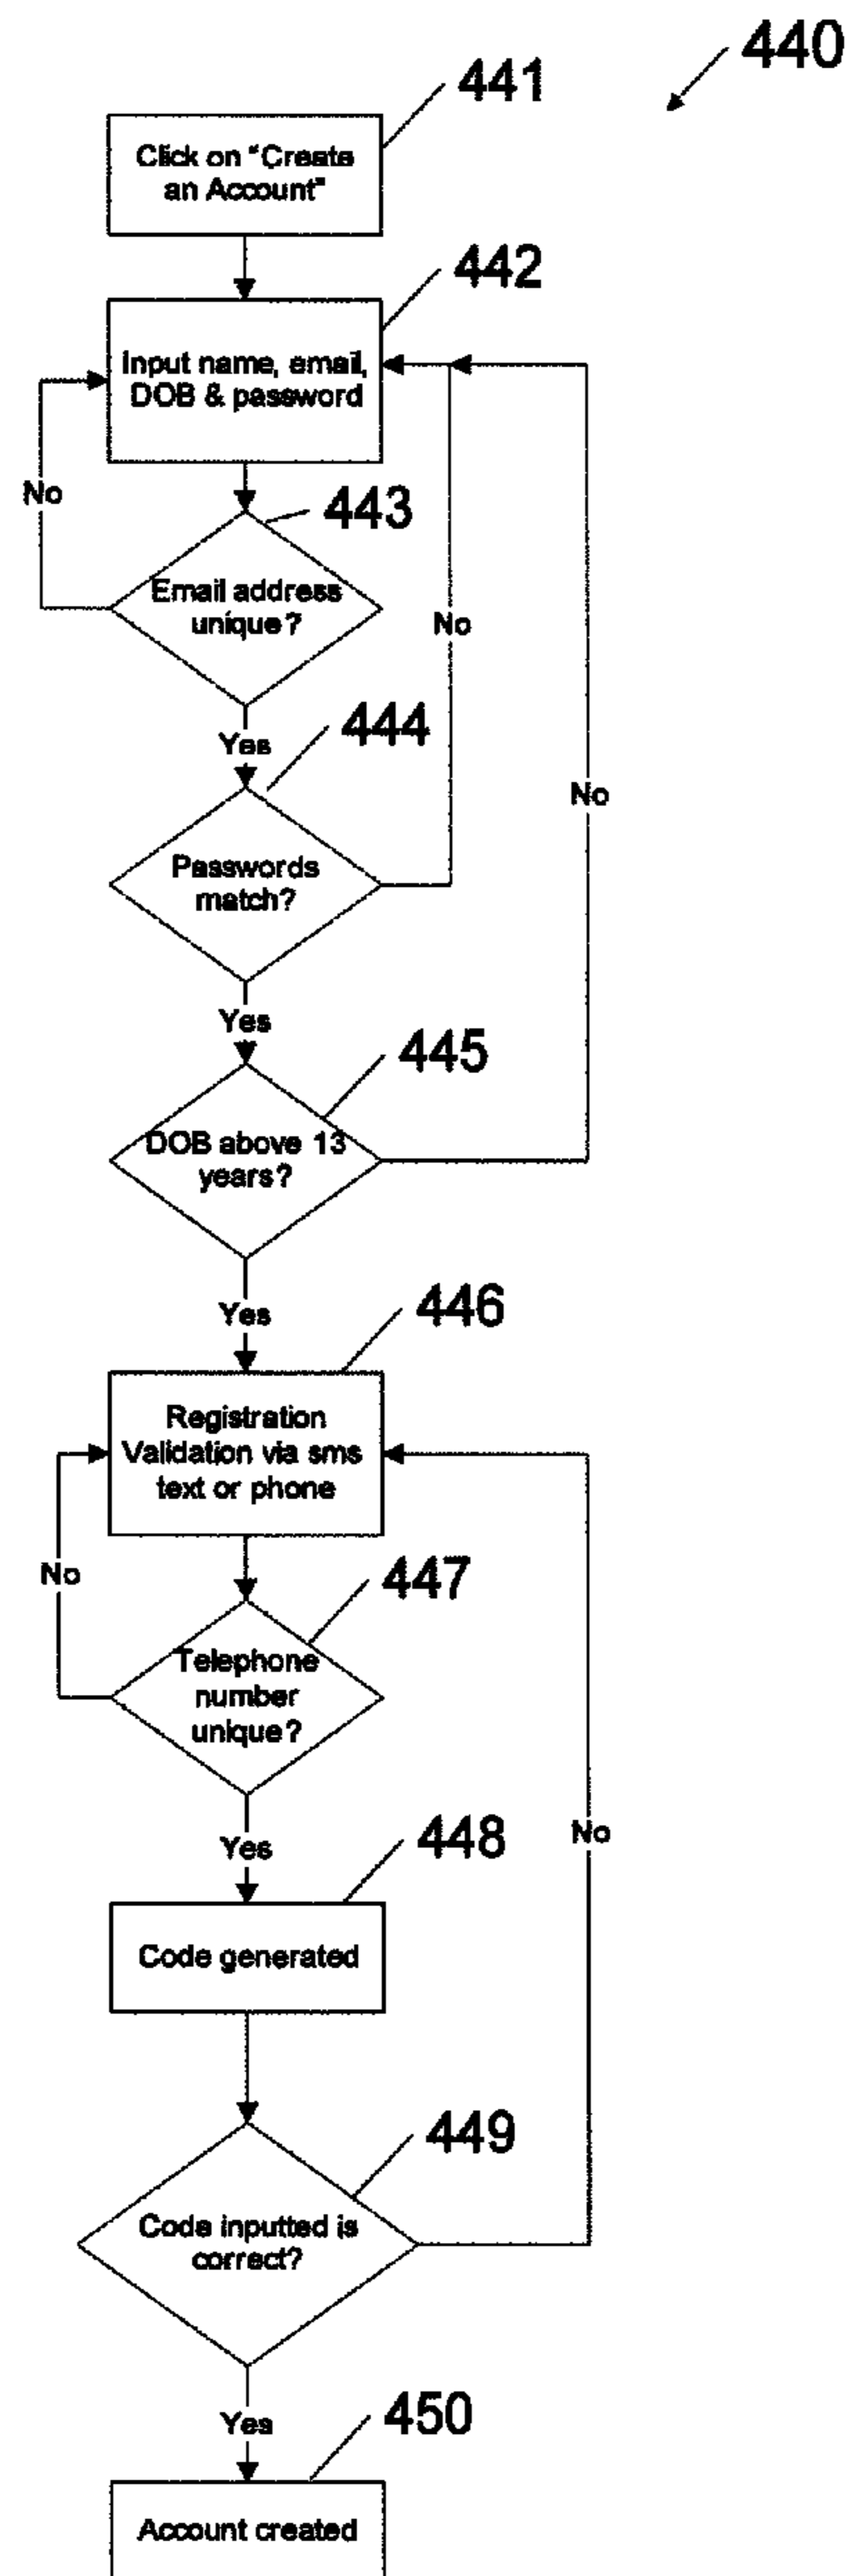 440
441
Click on "Create
an Account"
442
Input name, email,
DOB & password
No
443
Email address
unique?
No
Yes
444
No
Passwords
match?
Yes
445
DOB above 13
years?
Yes
446
Registration
Validation via sms
text or phone
No
447
Telephone
number
unique?
Yes
448
No
Code generated
449
Code inputted is
correct?
Yes
450
Account created